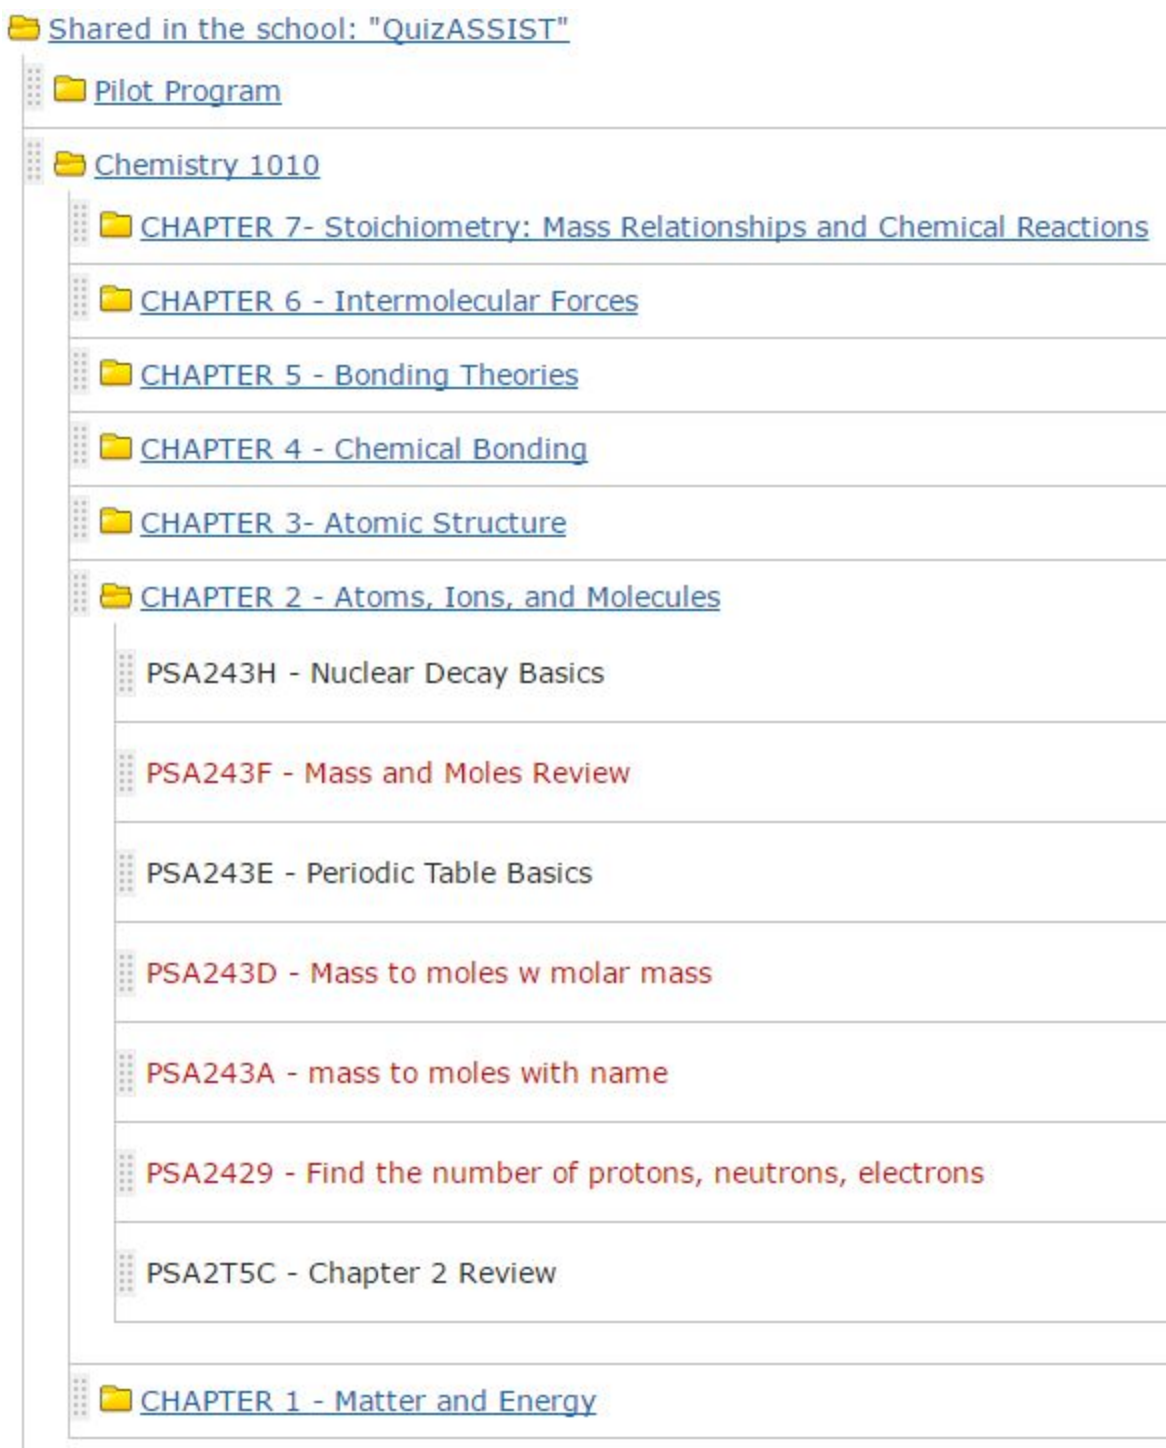 Shared in the school: "QuizASSIST"
Pilot Program
Chemistry 1010
CHAPTER 7- Stoichiometry: Mass Relationships and Chemical Reactions
CHAPTER 6 - Intermolecular Forces
CHAPTER 5 - Bonding Theories
CHAPTER 4 - Chemical Bonding
CHAPTER 3- Atomic Structure
CHAPTER 2 - Atoms, Ions, and Molecules
PSA243H - Nuclear Decay Basics
PSA243F - Mass and Moles Review
PSA243E - Periodic Table Basics
PSA243D - Mass to moles w molar mass
PSA243A - mass to moles with name
PSA2429 - Find the number of protons, neutrons, electrons
PSA2T5C - Chapter 2 Review
CHAPTER 1 - Matter and Energy